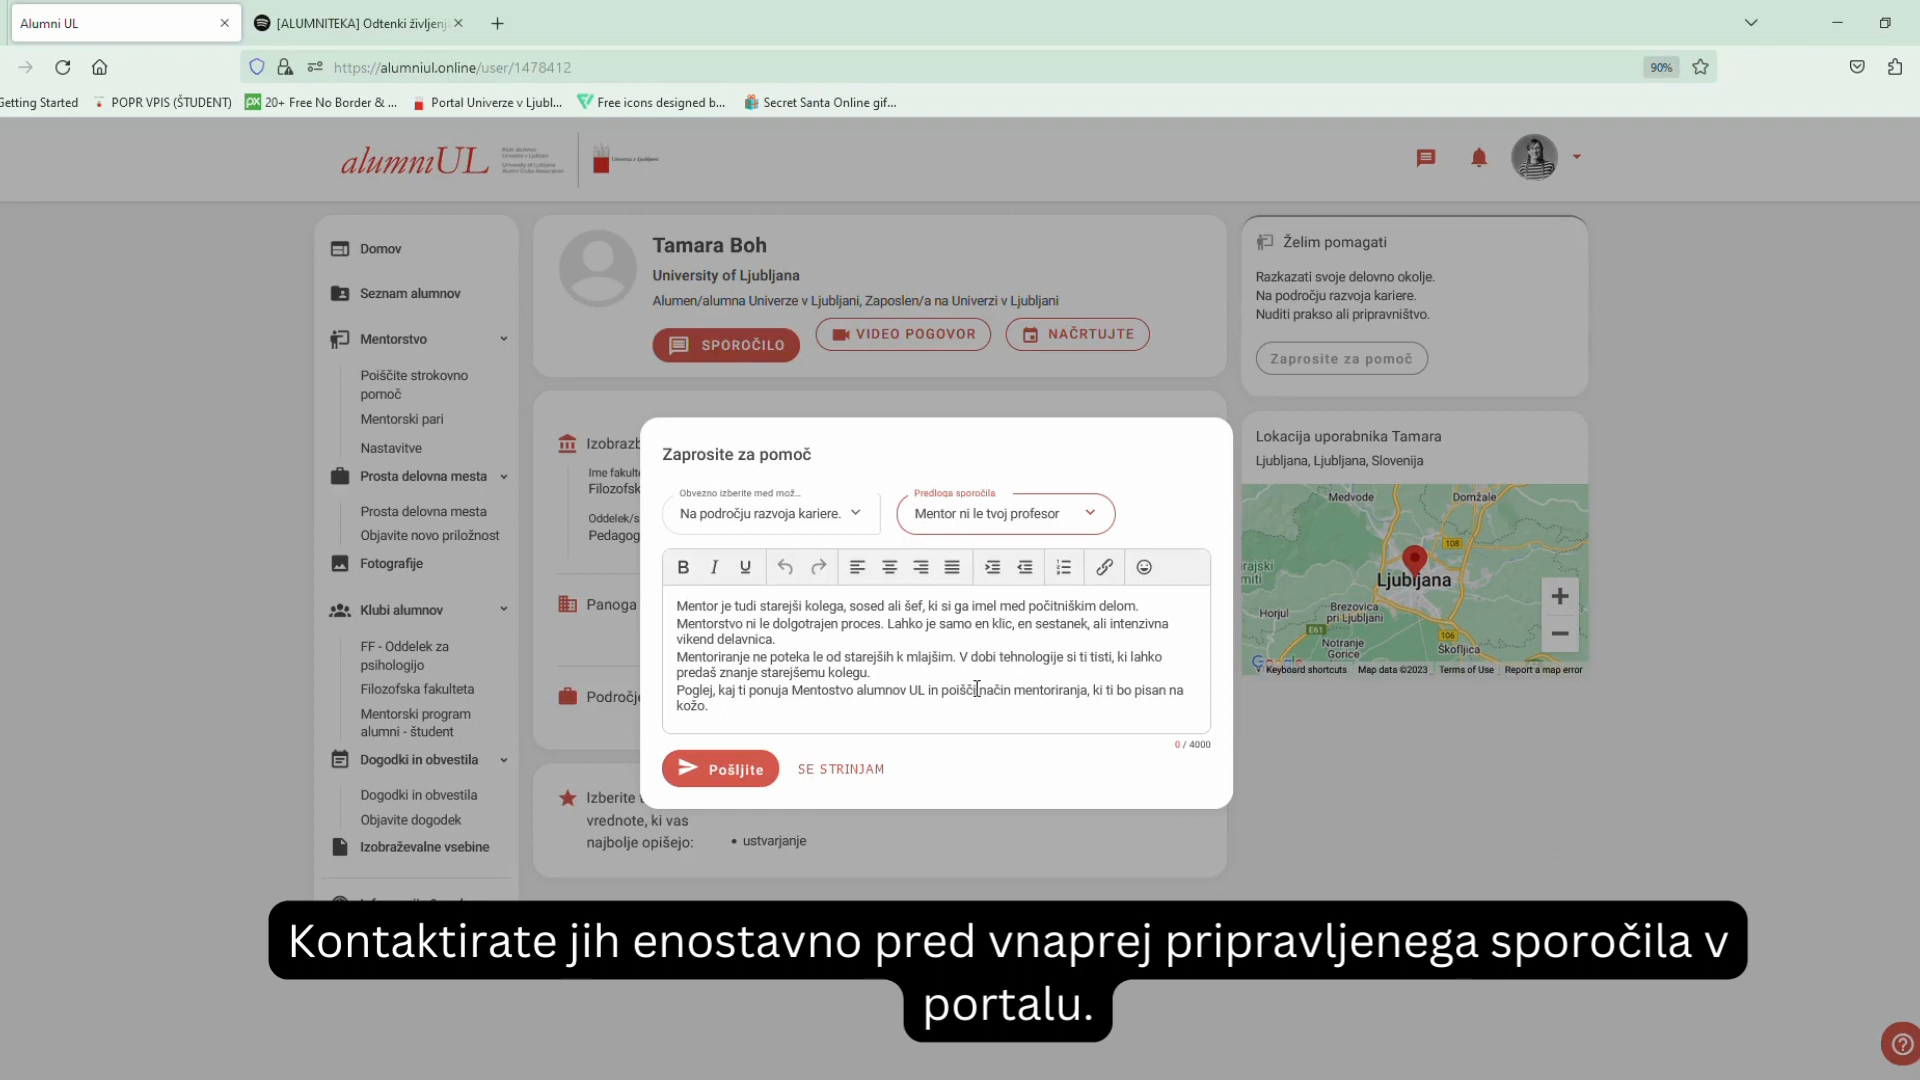 Alumni UL
[ALUMNITEKA] Odtenki življenj
https://alumniul.online/user/1478412
90%
Getting Started
POPR VPIS (ŠTUDENT)
20+ Free No Border & ...
Portal Univerze v Ljubl...
Free icons designed b...
Secret Santa Online gif...
alumniUL
Domov
Seznam alumnov
Mentorstvo
Poiščite strokovno
pomoč
Mentorski pari
Nastavitve
Prosta delovna mesta
Prosta delovna mesta
Objavite novo priložnost
Fotografije
Klubi alumnov
FF - Oddelek za
psihologijo
Filozofska fakulteta
Mentorski program
alumni - študent
Dogodki in obvestila
Dogodki in obvestila
Objavite dogodek
Izobraževalne vsebine
Tamara Boh
University of Ljubljana
Alumen/alumna Univerze v Ljubljani, Zaposlen/a na Univerzi v Ljubljani
SPOROČILO
VIDEO POGOVOR
NAČRTUJTE
Izobrazb
Ime fakult
Filozofsk
Oddelek/s
Pedagog
Panoga
Področje
Izberite
vrednote, ki vas
najbolje opišejo:
• ustvarjanje
Zaprosite za pomoč
Obvezno izberite med mož...
Na področju razvoja kariere.
Predloga sporočila
Mentor ni le tvoj profesor
B I U
Mentor je tudi starejši kolega, sosed ali šef, ki si ga imel med počitniškim delom.
Mentorstvo ni le dolgotrajen proces. Lahko je samo en klic, en sestanek, ali intenzivna
vikend delavnica.
Mentoriranje ne poteka le od starejših k mlajšim. V dobi tehnologije si ti tisti, ki lahko
predaš znanje starejšemu kolegu.
Poglej, kaj ti ponuja Mentostvo alumnov UL in poišči način mentoriranja, ki ti bo pisan na
kožo.
0 / 4000
Pošljite
SE STRINJAM
Želim pomagati
Razkazati svoje delovno okolje.
Na področju razvoja kariere.
Nuditi prakso ali pripravništvo.
Zaprosite za pomoč
Lokacija uporabnika Tamara
Ljubljana, Ljubljana, Slovenija
Medvode
Domžale
108
Ljubljana
Horjul
Brezovica
pri Ljubljani
E61
Notranje
Gorice
106
Škofljica
Google
Keyboard shortcuts
Map data ©2023
Terms of Use
Report a map error
Kontaktirate jih enostavno pred vnaprej pripravljenega sporočila v
portalu.